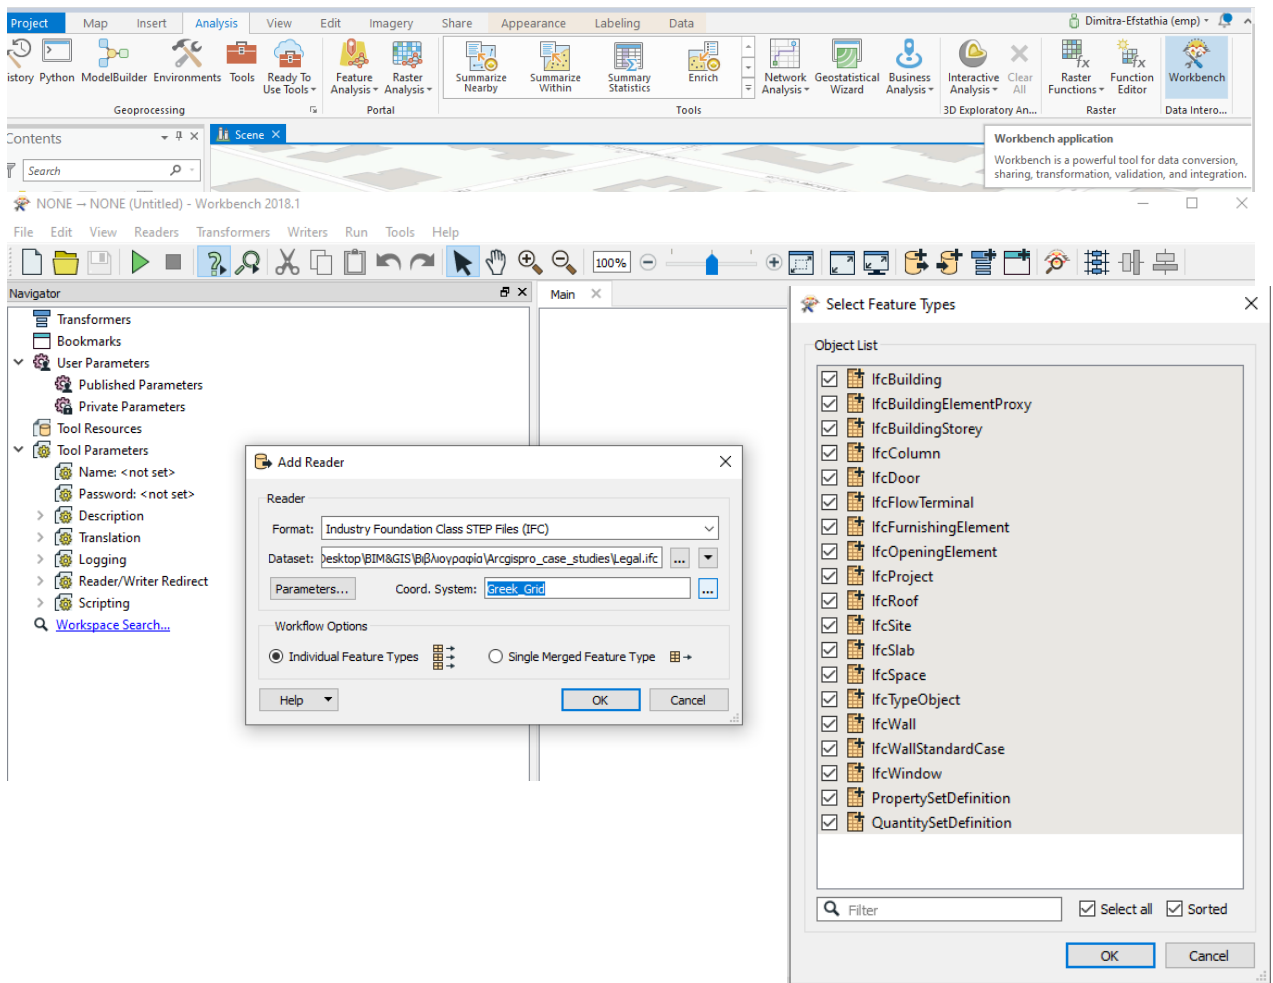 Project Map Insert Analysis View Edit Imagery Share Appearance Labeling Data Dimitra-Efstathia (emp)
istory Python ModelBuilder Environments Tools Ready To Use Tools Feature Analysis Raster Analysis Summarize Nearby Summarize Within Summary Statistics Enrich Network Analysis Geostatistical Wizard Business Analysis Interactive Analysis Clear All Raster Functions Function Editor Workbench
Geoprocessing Portal Tools 3D Exploratory An... Raster Data Intero...
Contents Scene
Search
Workbench application
Workbench is a powerful tool for data conversion,
sharing, transformation, validation, and integration.
NONE → NONE (Untitled) - Workbench 2018.1
File Edit View Readers Transformers Writers Run Tools Help
100%
Navigator
Main
Transformers
Bookmarks
User Parameters
Published Parameters
Private Parameters
Tool Resources
Tool Parameters
Name: <not set>
Password: <not set>
Description
Translation
Logging
Reader/Writer Redirect
Scripting
Workspace Search...
Add Reader
Reader
Format: Industry Foundation Class STEP Files (IFC)
Dataset: Desktop\BIM&GIS\Βιβλιογραφία\Arcgispro_case_studies\Legal.ifc ...
Parameters... Coord. System: Greek_Grid ...
Workflow Options
Individual Feature Types Single Merged Feature Type
Help OK Cancel
Select Feature Types
Object List
IfcBuilding
IfcBuildingElementProxy
IfcBuildingStorey
IfcColumn
IfcDoor
IfcFlowTerminal
IfcFurnishingElement
IfcOpeningElement
IfcProject
IfcRoof
IfcSite
IfcSlab
IfcSpace
IfcTypeObject
IfcWall
IfcWallStandardCase
IfcWindow
PropertySetDefinition
QuantitySetDefinition
Filter Select all Sorted
OK Cancel